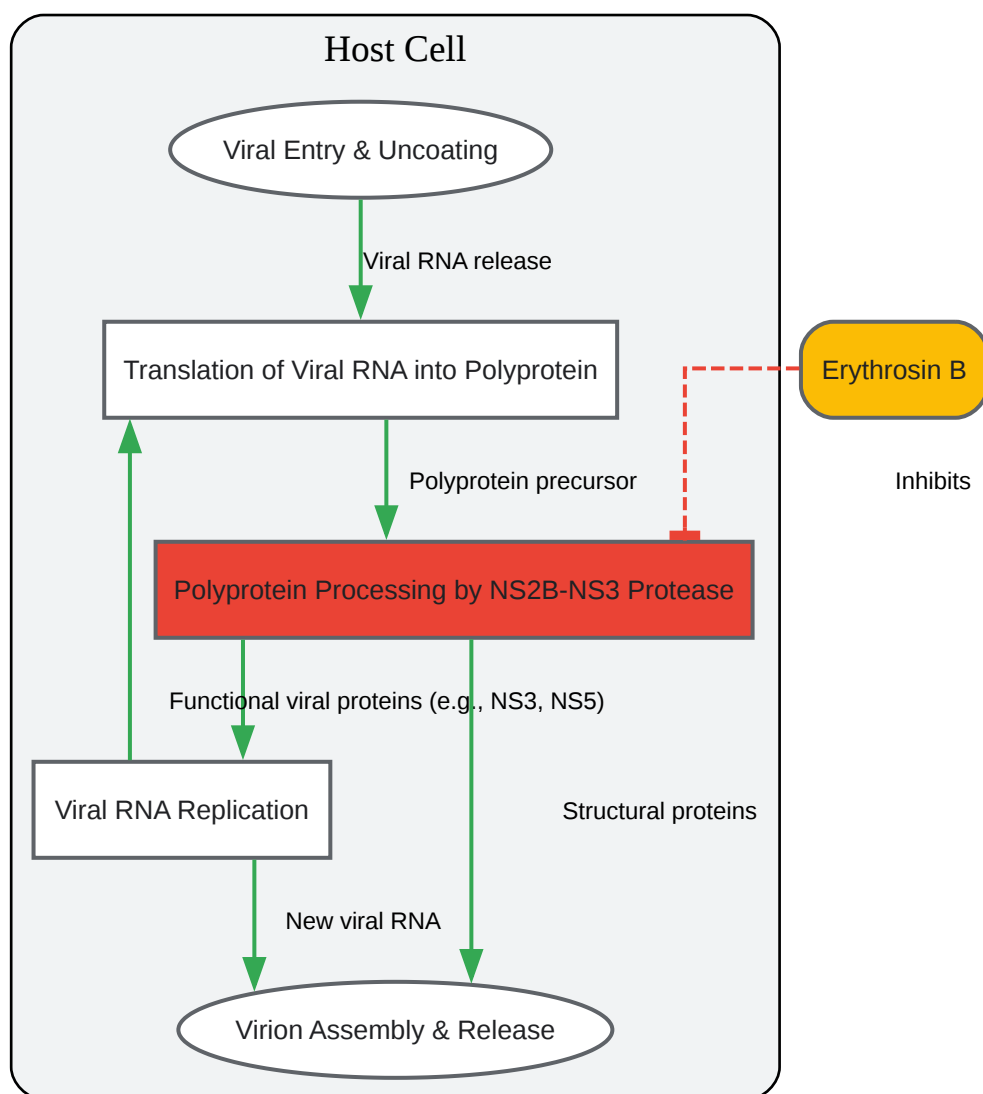 Host Cell
Viral Entry & Uncoating
Viral RNA release
Translation of Viral RNA into Polyprotein
Erythrosin B
Polyprotein precursor
Inhibits
Polyprotein Processing by NS2B-NS3 Protease
Functional viral proteins (e.g., NS3, NS5)
Viral RNA Replication
Structural proteins
New viral RNA
Virion Assembly & Release